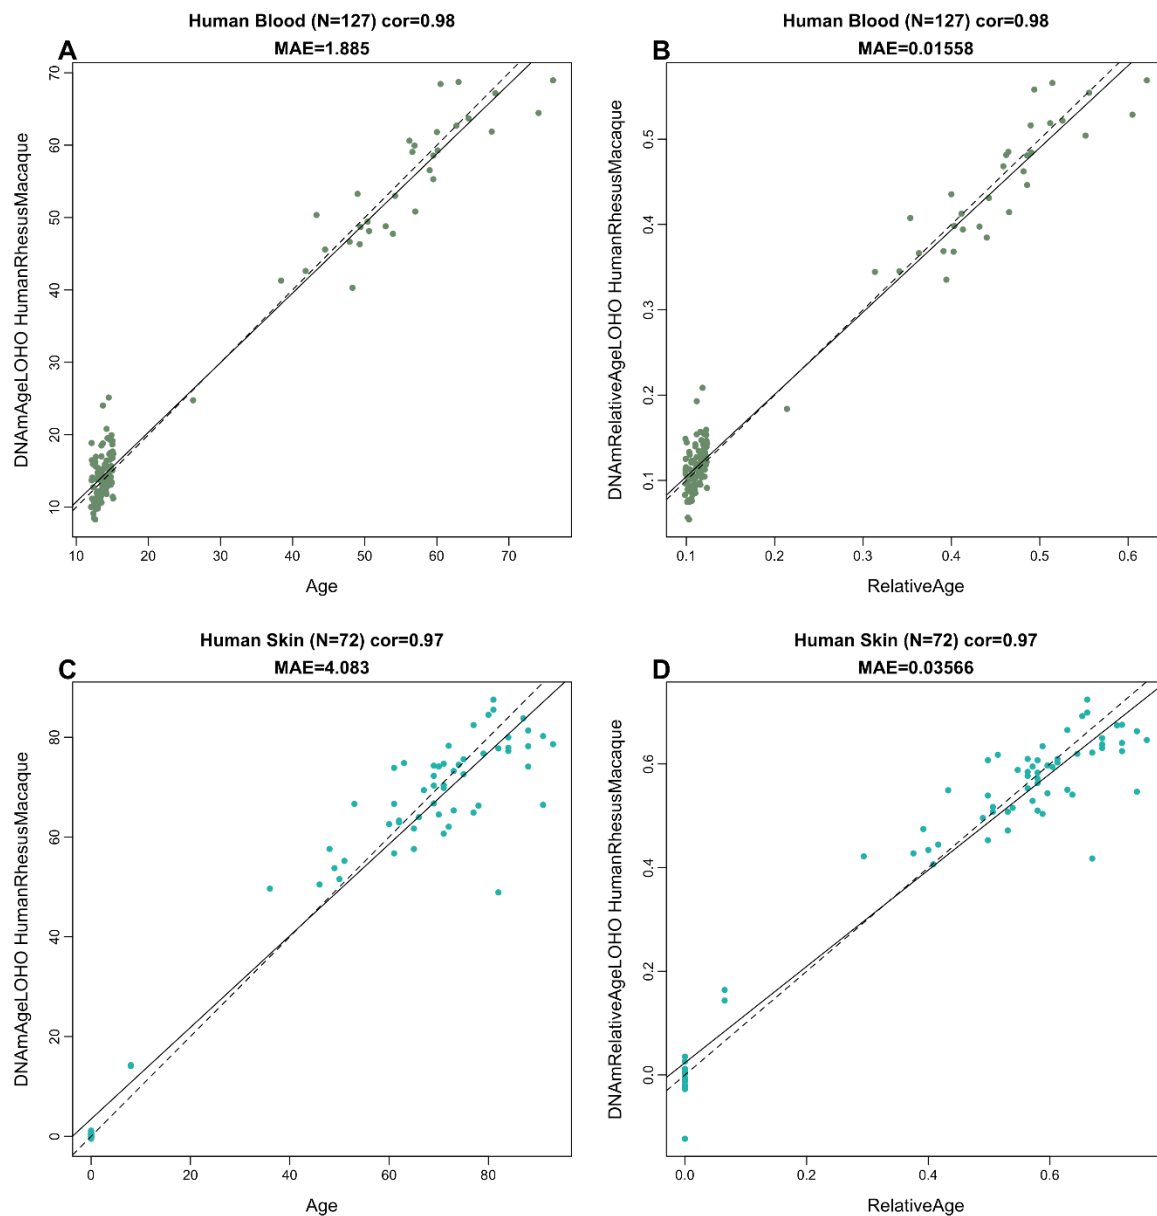 Human Blood (N=127) cor=0.98
MAE=1.885
A
DNAmAgeLOHO HumanRhesusMacaque
70
60
50
40
30
20
10
10 20 30 40 50 60 70
Age
Human Blood (N=127) cor=0.98
MAE=0.01558
B
DNAmRelativeAgeLOHO HumanRhesusMacaque
0.5
0.4
0.3
0.2
0.1
0.1 0.2 0.3 0.4 0.5 0.6
RelativeAge
Human Skin (N=72) cor=0.97
MAE=4.083
C
DNAmAgeLOHO HumanRhesusMacaque
80
60
40
20
0
0 20 40 60 80
Age
Human Skin (N=72) cor=0.97
MAE=0.03566
D
DNAmRelativeAgeLOHO HumanRhesusMacaque
0.6
0.4
0.2
0.0
0.0 0.2 0.4 0.6
RelativeAge